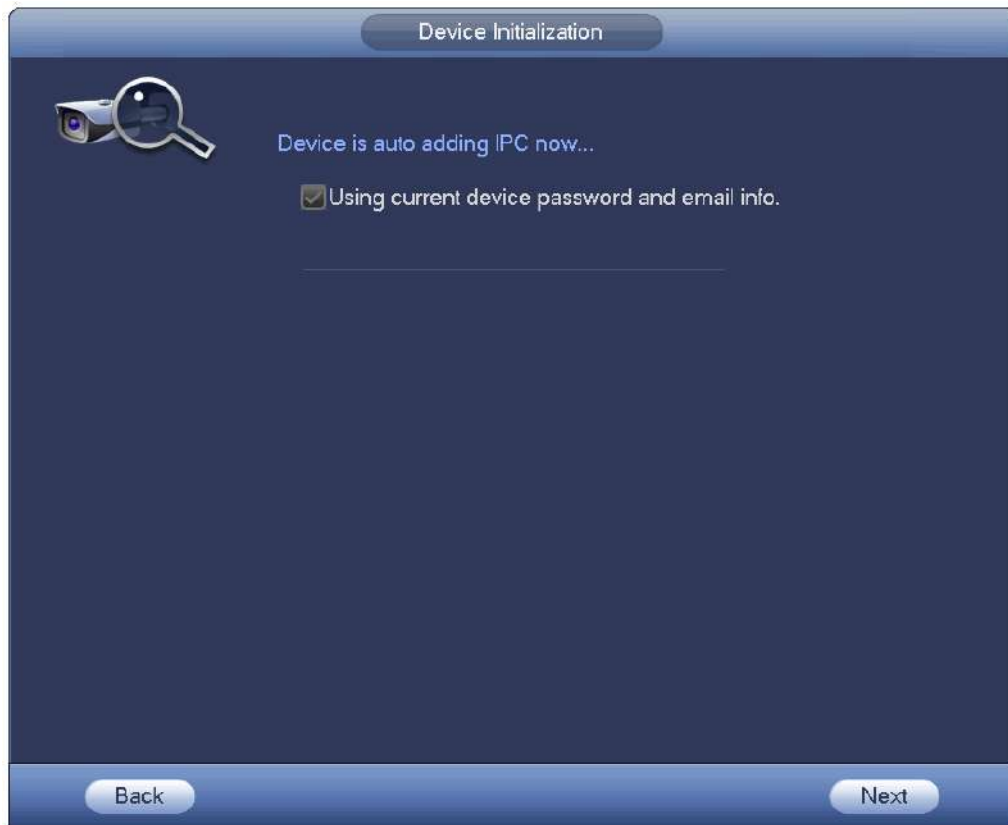 Device Initialization
Device is auto adding IPC now...
Using current device password and email info.
Back
Next